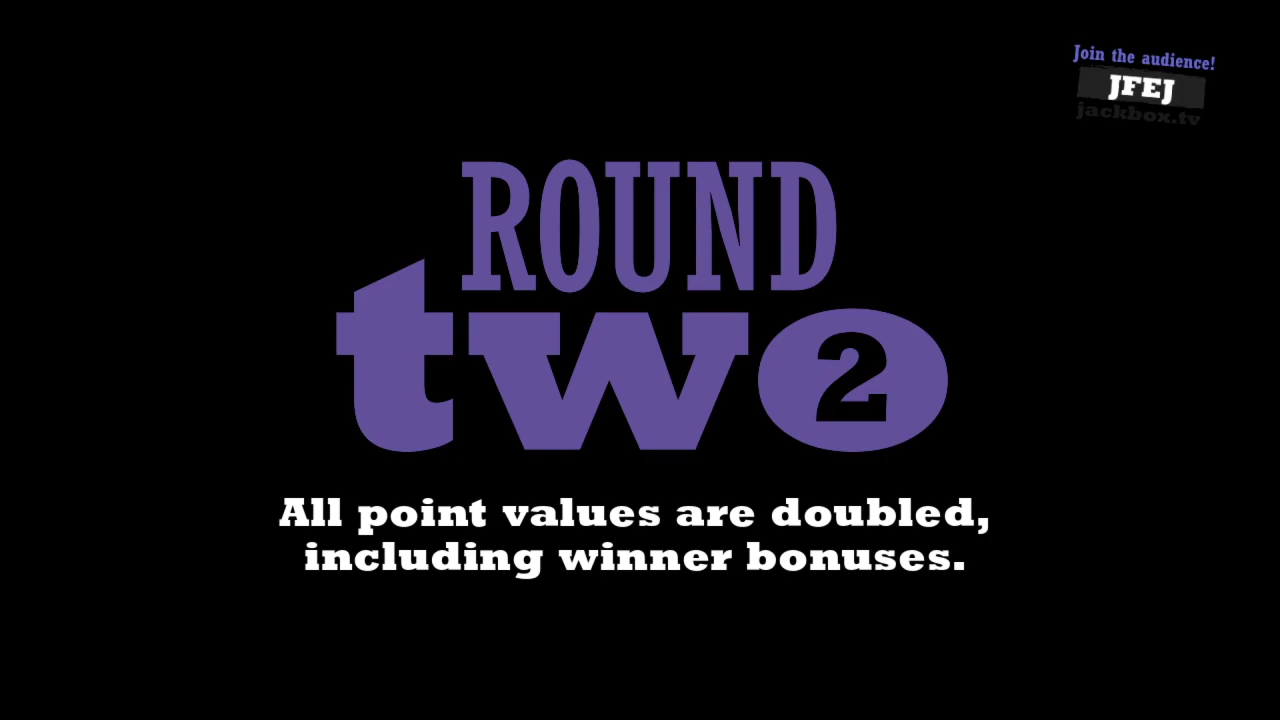 Join the audience!
JFEJ
jackbox.tv
ROUND
two
2
All point values are doubled,
including winner bonuses.